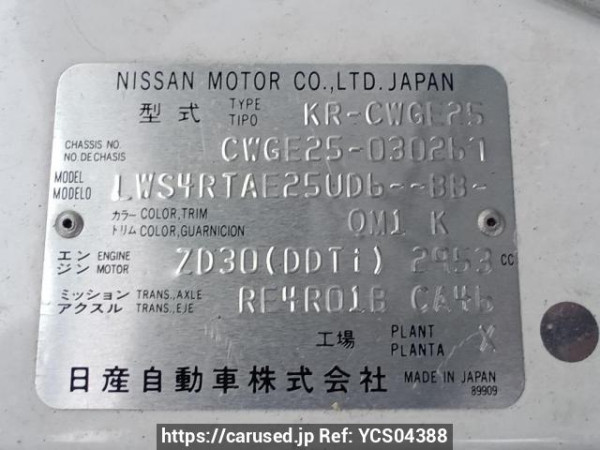 NISSAN MOTOR CO.,LTD. JAPAN
型式 TYPE TIPO KR-CWGE25
CHASSIS NO. NO. DE CHASIS CWGE25-030267
MODEL MODELO LWS4RTAE25UD6--BB-
カラー COLOR,TRIM トリム COLOR,GUARNICION QM1 K
エンジン ENGINE MOTOR ZD30(DDTi) 2953 CC
ミッション TRANS.,AXLE アクスル TRANS.,EJE RE4R01B CA46
工場 PLANT PLANTA X
日産自動車株式会社 MADE IN JAPAN
89909
https://carused.jp Ref: YCS04388